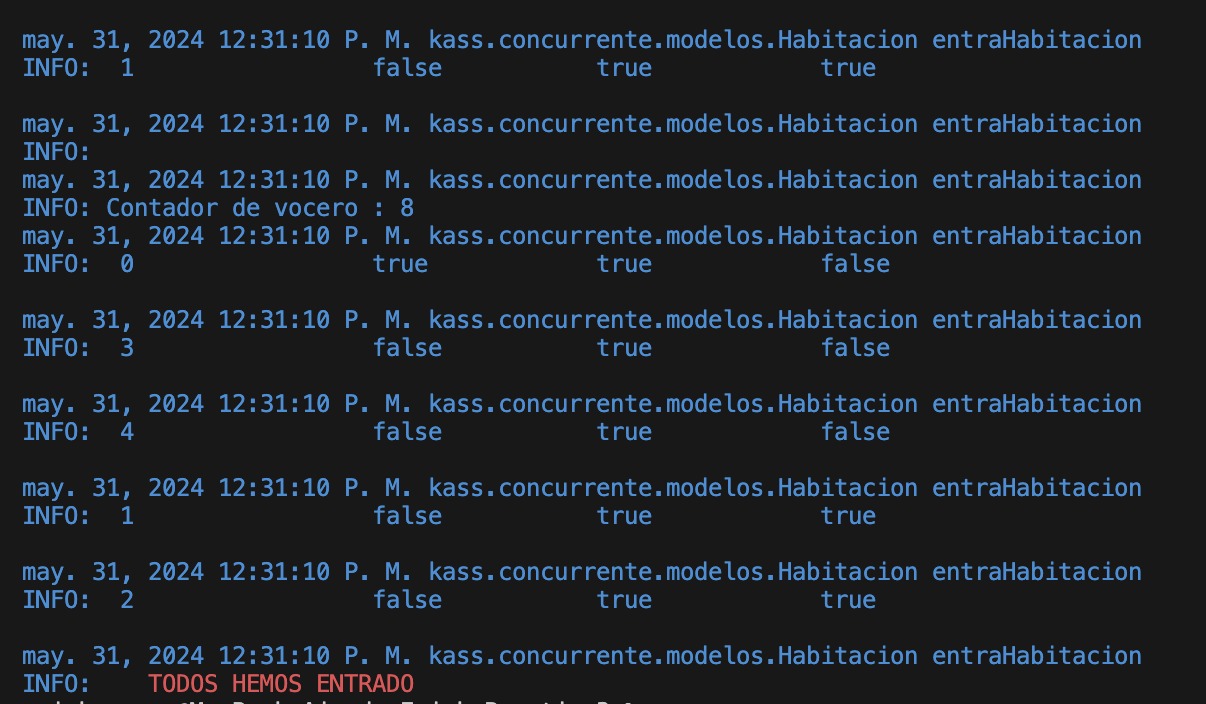 may. 31, 2024 12:31:10 P. M. kass.concurrente.modelos.Habitacion entraHabitacion
INFO:  1                 false           true            true
may. 31, 2024 12:31:10 P. M. kass.concurrente.modelos.Habitacion entraHabitacion
INFO:
may. 31, 2024 12:31:10 P. M. kass.concurrente.modelos.Habitacion entraHabitacion
INFO: Contador de vocero : 8
may. 31, 2024 12:31:10 P. M. kass.concurrente.modelos.Habitacion entraHabitacion
INFO:  0                 true            true            false
may. 31, 2024 12:31:10 P. M. kass.concurrente.modelos.Habitacion entraHabitacion
INFO:  3                 false           true            false
may. 31, 2024 12:31:10 P. M. kass.concurrente.modelos.Habitacion entraHabitacion
INFO:  4                 false           true            false
may. 31, 2024 12:31:10 P. M. kass.concurrente.modelos.Habitacion entraHabitacion
INFO:  1                 false           true            true
may. 31, 2024 12:31:10 P. M. kass.concurrente.modelos.Habitacion entraHabitacion
INFO:  2                 false           true            true
may. 31, 2024 12:31:10 P. M. kass.concurrente.modelos.Habitacion entraHabitacion
INFO:    TODOS HEMOS ENTRADO